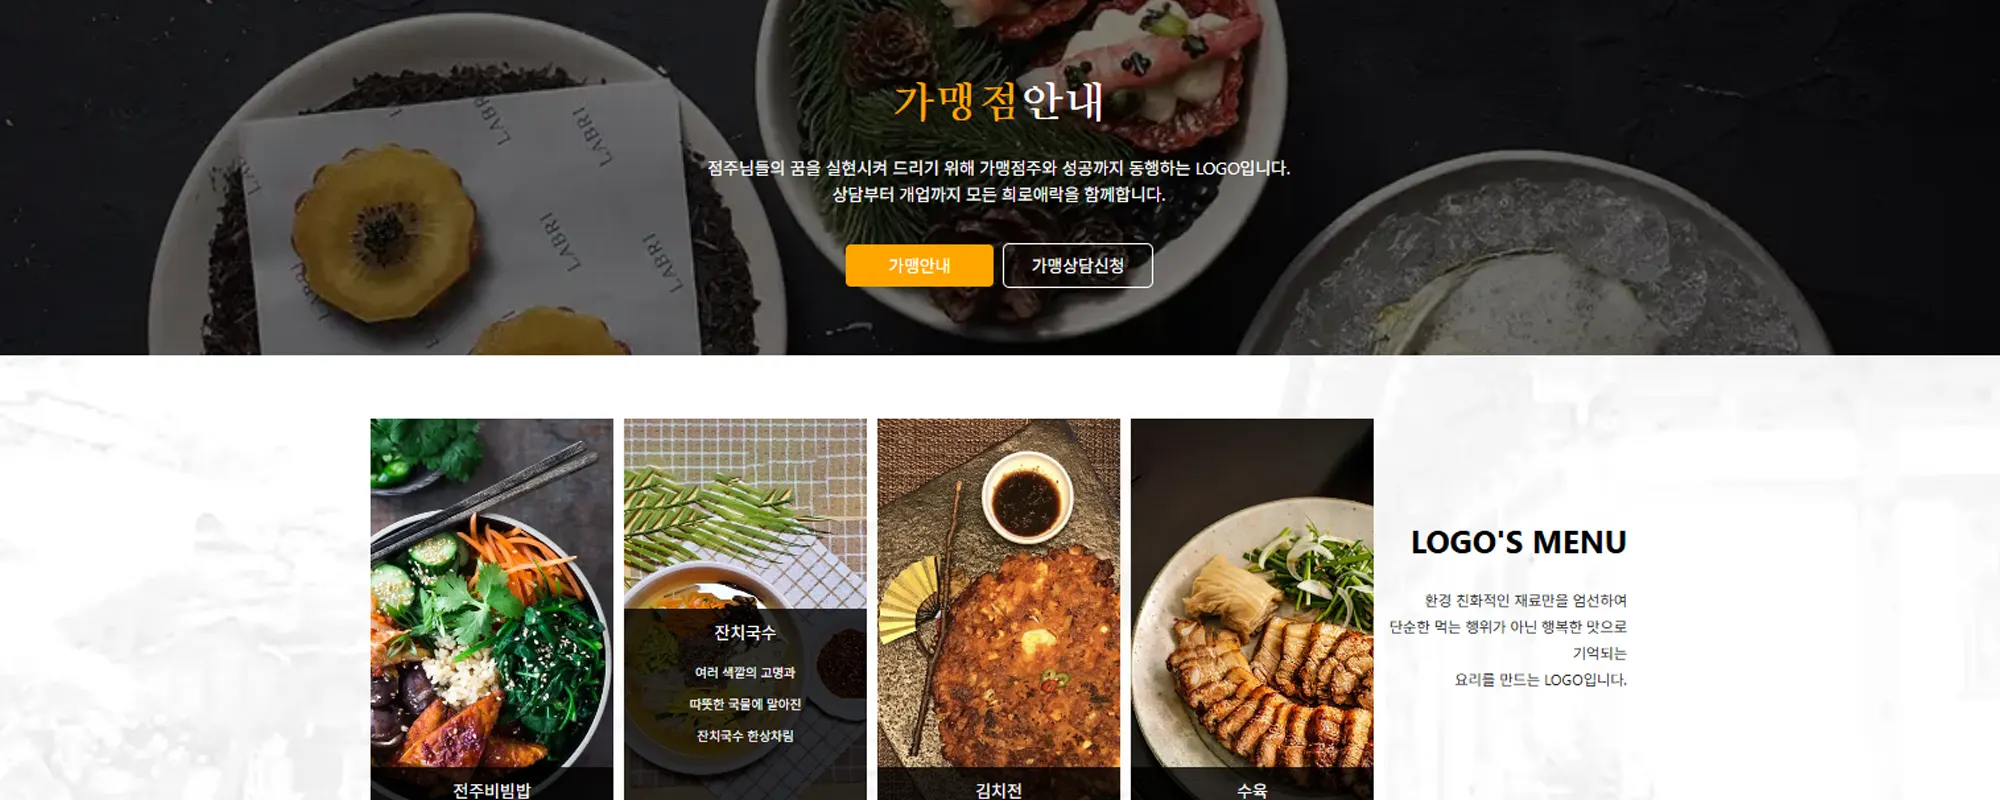 가맹점안내
점주님들의 꿈을 실현시켜 드리기 위해 가맹점주와 성공까지 동행하는 LOGO입니다.
상담부터 개업까지 모든 희로애락을 함께합니다.
가맹안내
가맹상담신청
LABRI
LABRI
LABRI
LABRI
LABRI
전주비빔밥
잔치국수
여러 색깔의 고명과
따뜻한 국물에 말아진
잔치국수 한상차림
김치전
수육
LOGO'S MENU
환경 친화적인 재료만을 엄선하여
단순한 먹는 행위가 아닌 행복한 맛으로
기억되는
요리를 만드는 LOGO입니다.